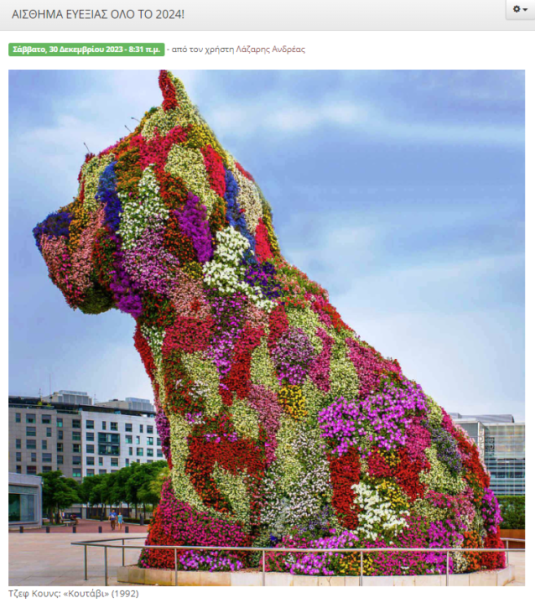 ΑΙΣΘΗΜΑ ΕΥΕΞΙΑΣ ΟΛΟ ΤΟ 2024!
Σάββατο, 30 Δεκεμβρίου 2023 - 8:31 π.μ. - από τον χρήστη Λάζαρης Ανδρέας
Τζεφ Κουνς: «Κουτάβι» (1992)